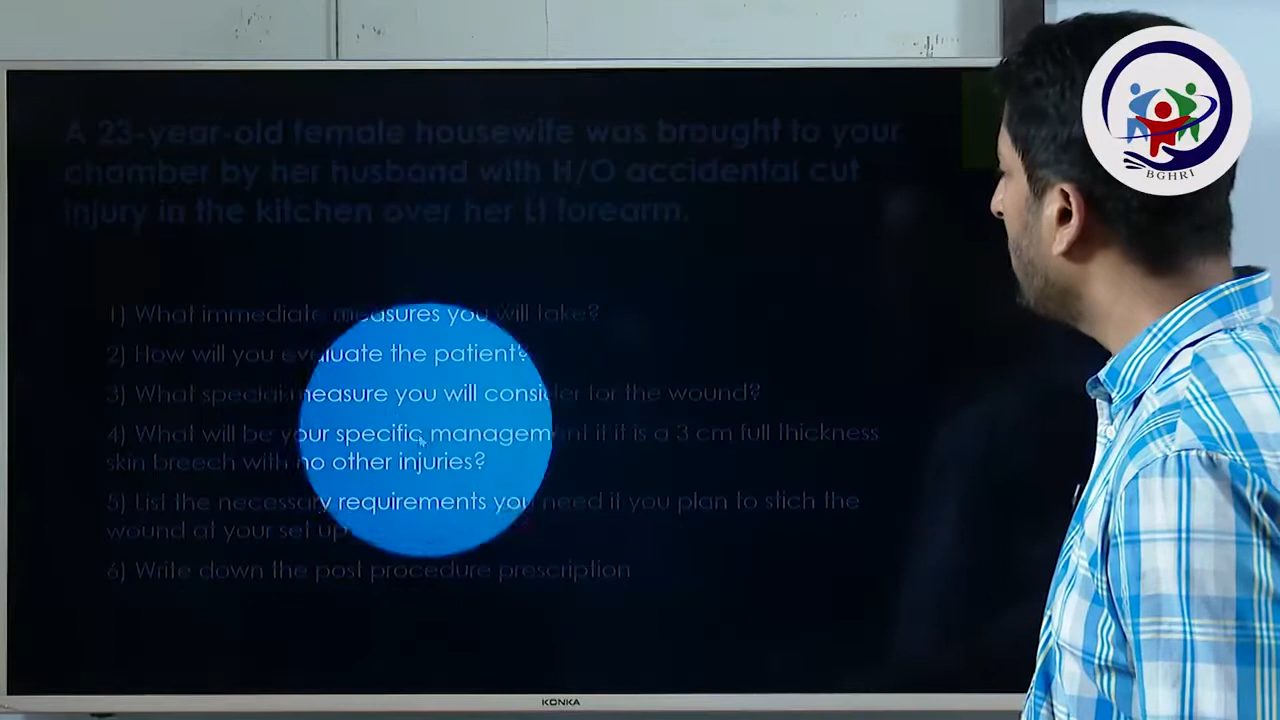 BGHRI
A 23-year-old female housewife was brought to your
chamber by her husband with H/O accidental cut
injury in the kitchen over her Lt forearm.
1) What immediate measures you will take?
2) How will you evaluate the patient?
3) What special measure you will consider for the wound?
4) What will be your specific management if it is a 3 cm full thickness
skin breech with no other injuries?
5) List the necessary requirements you need if you plan to stich the
wound at your set up
6) Write down the post procedure prescription
KONKA